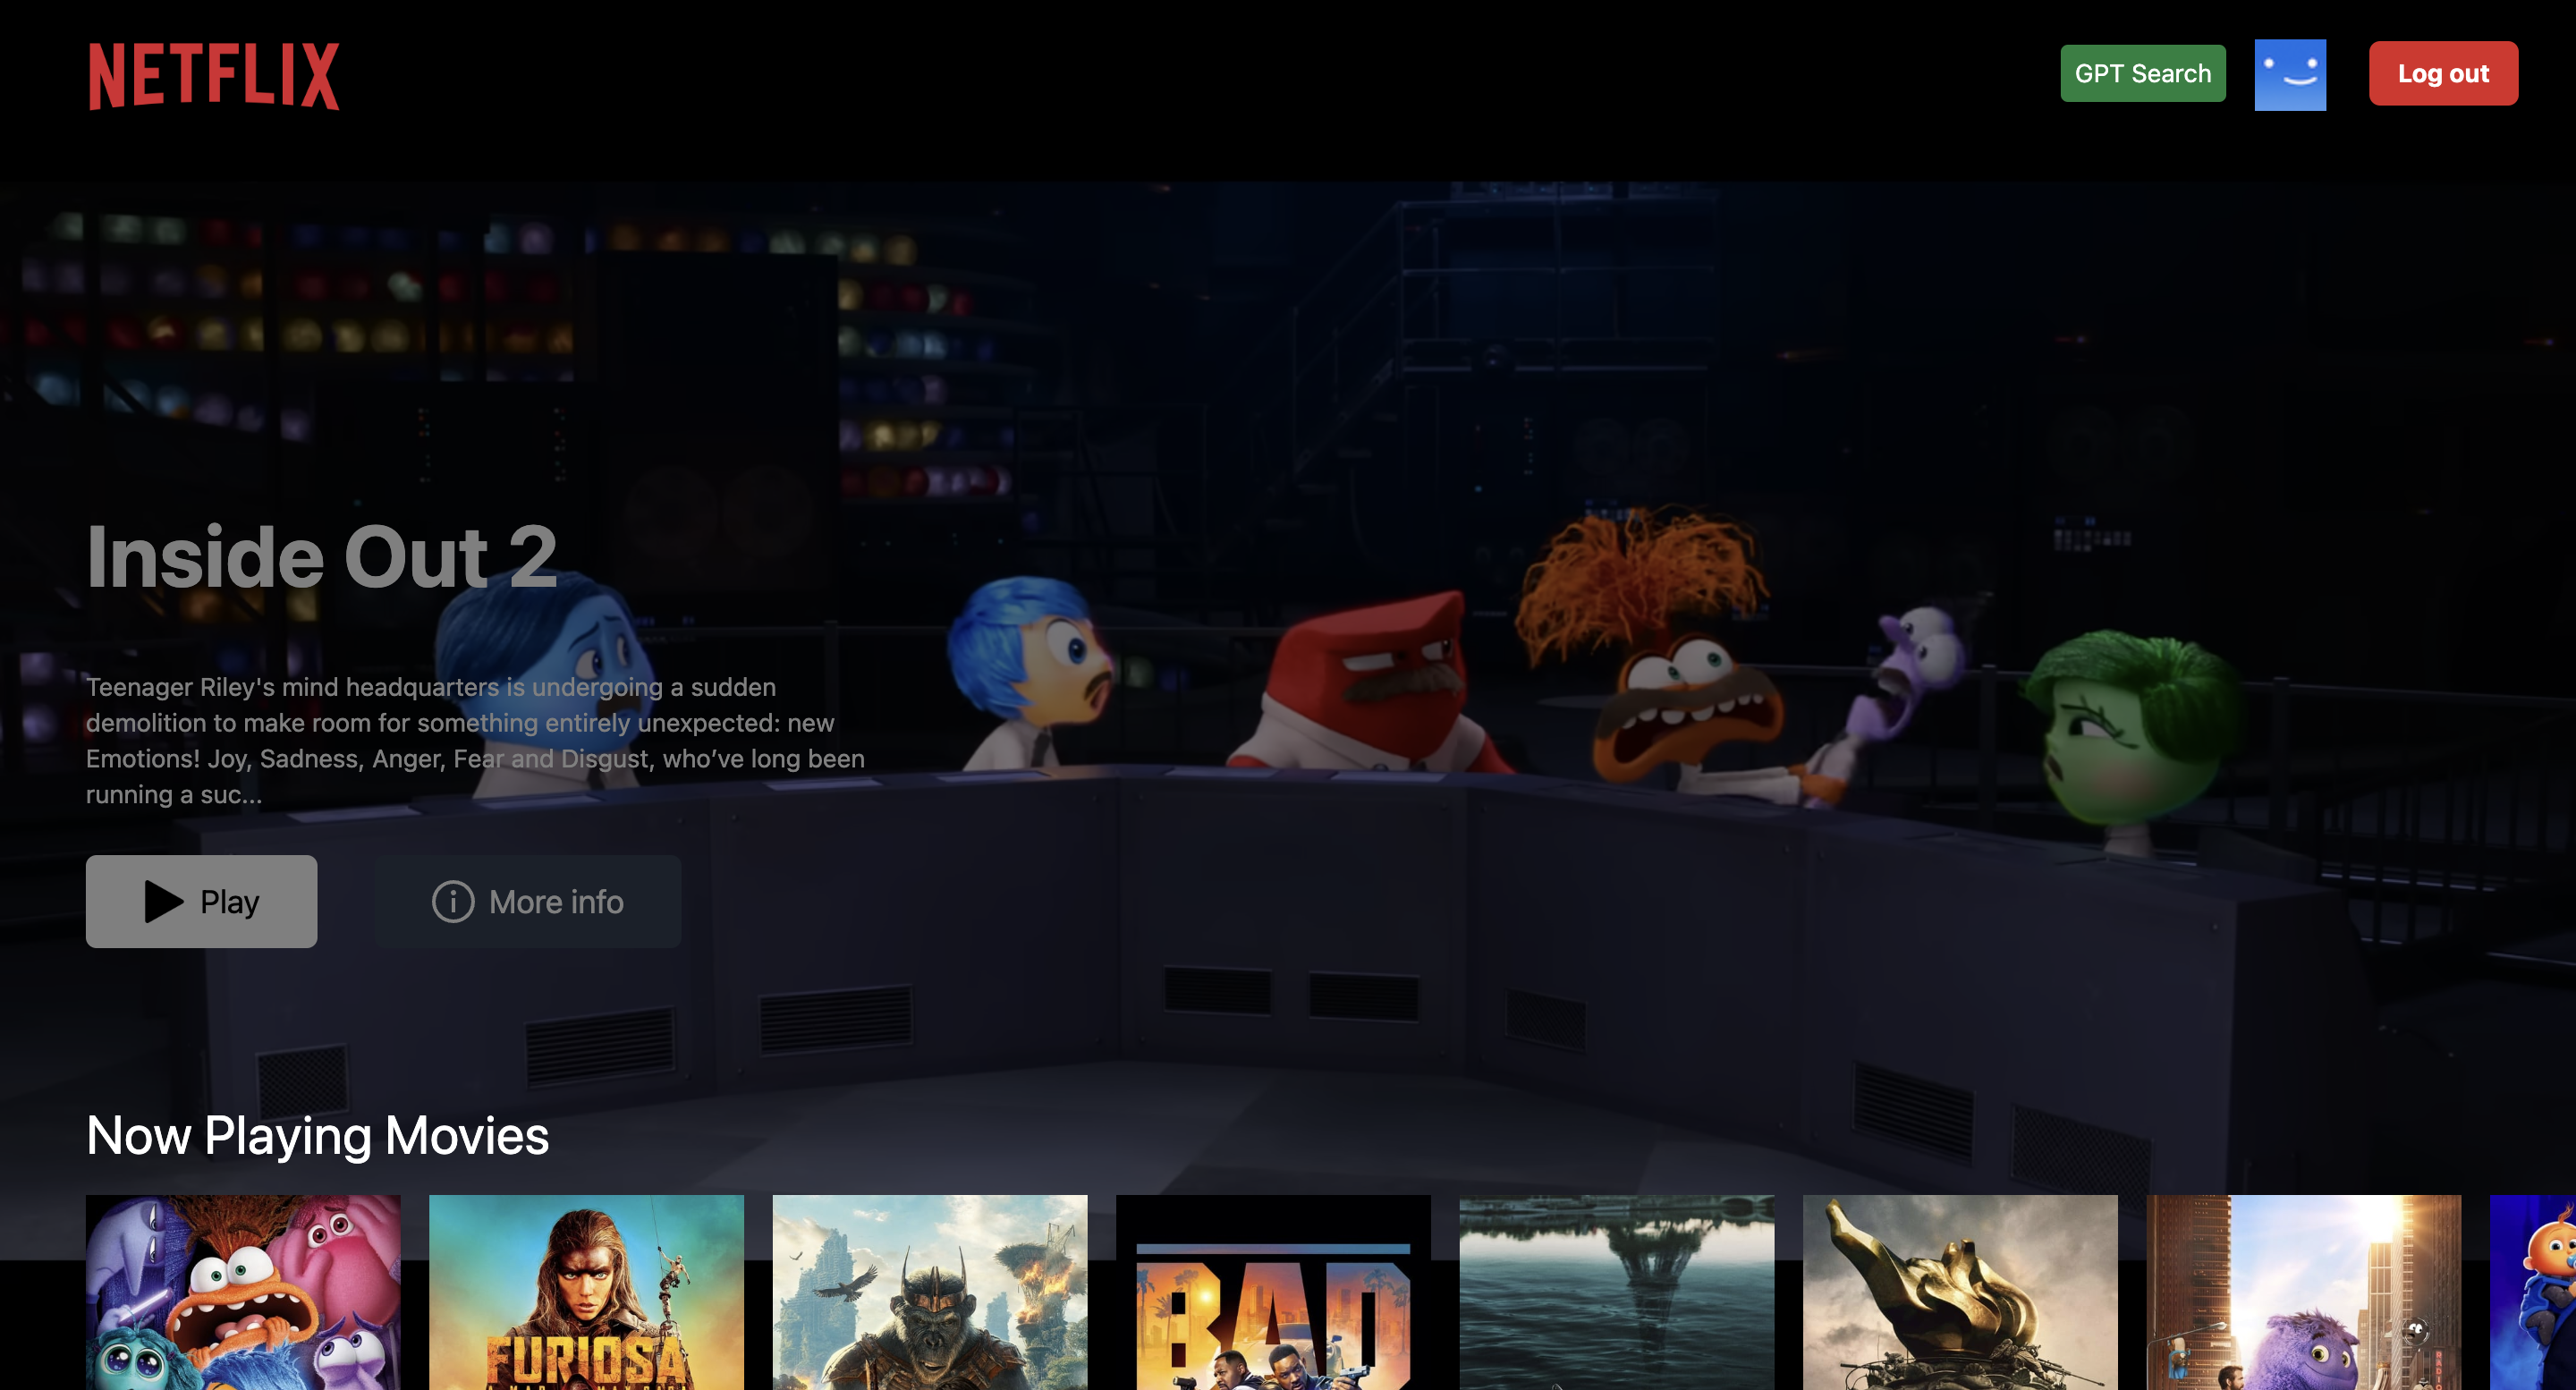 NETFLIX
GPT Search
Log out
Inside Out 2
Teenager Riley's mind headquarters is undergoing a sudden
demolition to make room for something entirely unexpected: new
Emotions! Joy, Sadness, Anger, Fear and Disgust, who’ve long been
running a suc...
Play
More info
Now Playing Movies
FURIOSA
BAD